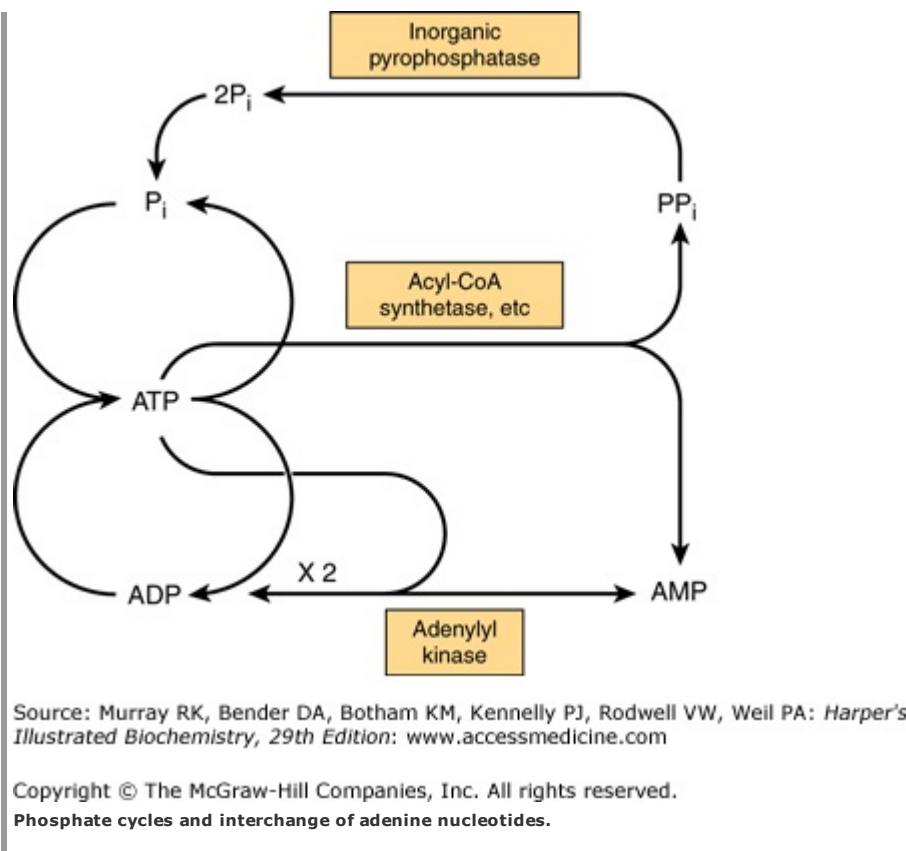 Inorganic
pyrophosphatase
2Pi
Pi
PPi
Acyl-CoA
synthetase, etc
ATP
X 2
ADP
AMP
Adenylyl
kinase
Source: Murray RK, Bender DA, Botham KM, Kennelly PJ, Rodwell VW, Weil PA: Harper's
Illustrated Biochemistry, 29th Edition: www.accessmedicine.com
Copyright © The McGraw-Hill Companies, Inc. All rights reserved.
Phosphate cycles and interchange of adenine nucleotides.